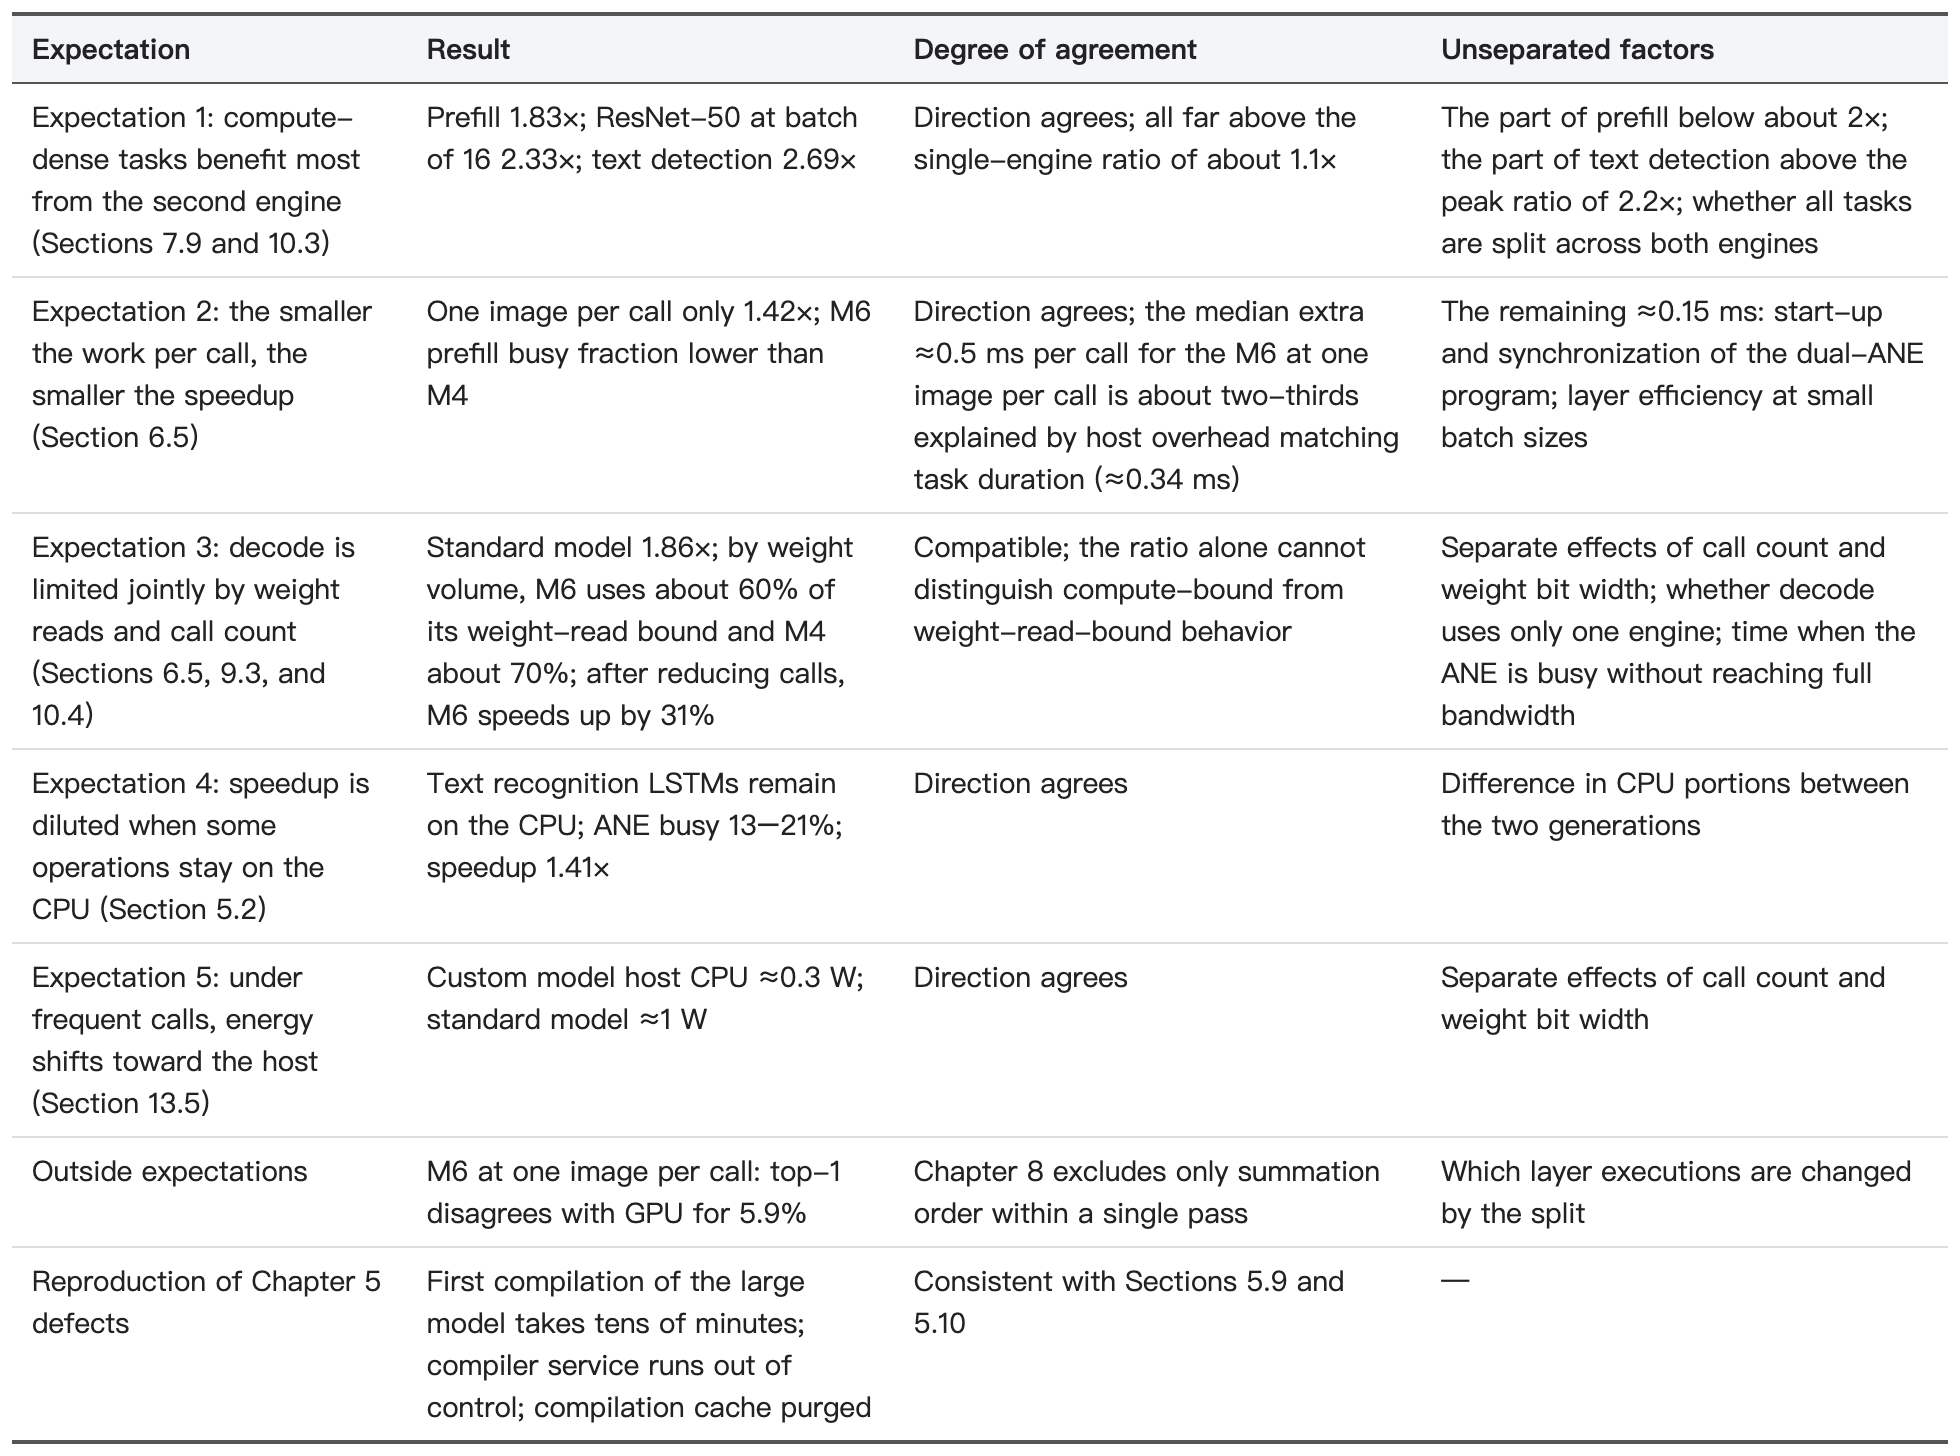 Expectation
Result
Degree of agreement
Unseparated factors
Expectation 1: compute-
dense tasks benefit most
from the second engine
(Sections 7.9 and 10.3)
Prefill 1.83×; ResNet-50 at batch
of 16 2.33×; text detection 2.69×
Direction agrees; all far above the
single-engine ratio of about 1.1×
The part of prefill below about 2×;
the part of text detection above the
peak ratio of 2.2×; whether all tasks
are split across both engines
Expectation 2: the smaller
the work per call, the
smaller the speedup
(Section 6.5)
One image per call only 1.42×; M6
prefill busy fraction lower than
M4
Direction agrees; the median extra
≈0.5 ms per call for the M6 at one
image per call is about two-thirds
explained by host overhead matching
task duration (≈0.34 ms)
The remaining ≈0.15 ms: start-up
and synchronization of the dual-ANE
program; layer efficiency at small
batch sizes
Expectation 3: decode is
limited jointly by weight
reads and call count
(Sections 6.5, 9.3, and
10.4)
Standard model 1.86×; by weight
volume, M6 uses about 60% of
its weight-read bound and M4
about 70%; after reducing calls,
M6 speeds up by 31%
Compatible; the ratio alone cannot
distinguish compute-bound from
weight-read-bound behavior
Separate effects of call count and
weight bit width; whether decode
uses only one engine; time when the
ANE is busy without reaching full
bandwidth
Expectation 4: speedup is
diluted when some
operations stay on the
CPU (Section 5.2)
Text recognition LSTMs remain
on the CPU; ANE busy 13—21%;
speedup 1.41×
Direction agrees
Difference in CPU portions between
the two generations
Expectation 5: under
frequent calls, energy
shifts toward the host
(Section 13.5)
Custom model host CPU ≈0.3 W;
standard model ≈1 W
Direction agrees
Separate effects of call count and
weight bit width
Outside expectations
M6 at one image per call: top-1
disagrees with GPU for 5.9%
Chapter 8 excludes only summation
order within a single pass
Which layer executions are changed
by the split
Reproduction of Chapter 5
defects
First compilation of the large
model takes tens of minutes;
compiler service runs out of
control; compilation cache purged
Consistent with Sections 5.9 and
5.10
—